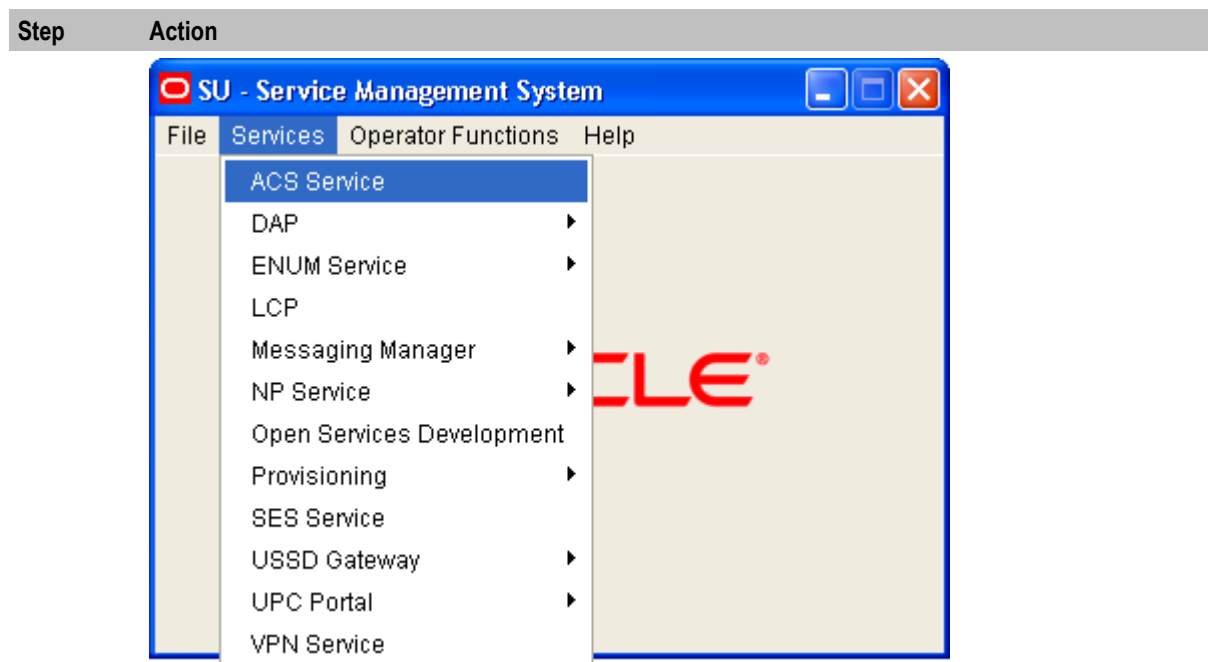 Step Action
SU - Service Management System
File Services Operator Functions Help
ACS Service
DAP
ENUM Service
LCP
Messaging Manager
NP Service
CLE®
Open Services Development
Provisioning
SES Service
USSD Gateway
UPC Portal
VPN Service